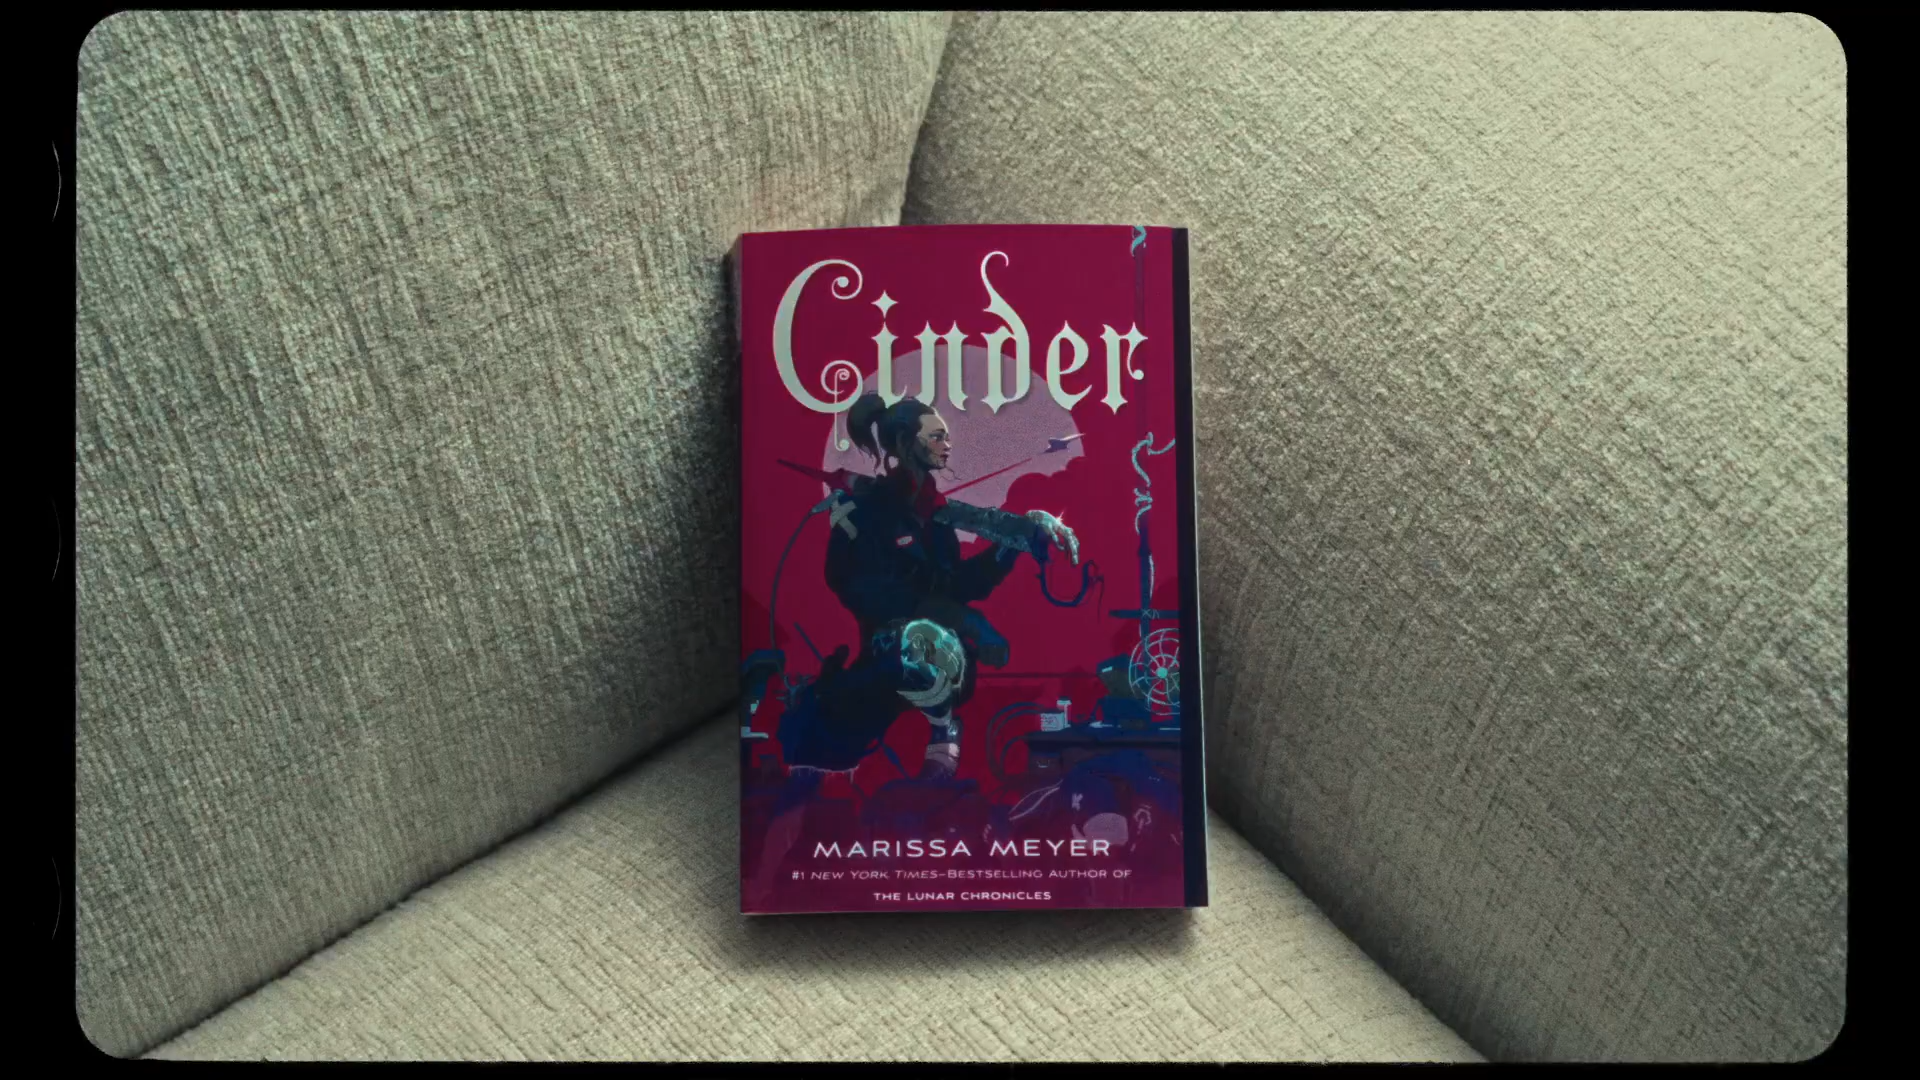 Cinder
MARISSA MEYER
#1 NEW YORK TIMES–BESTSELLING AUTHOR OF
THE LUNAR CHRONICLES